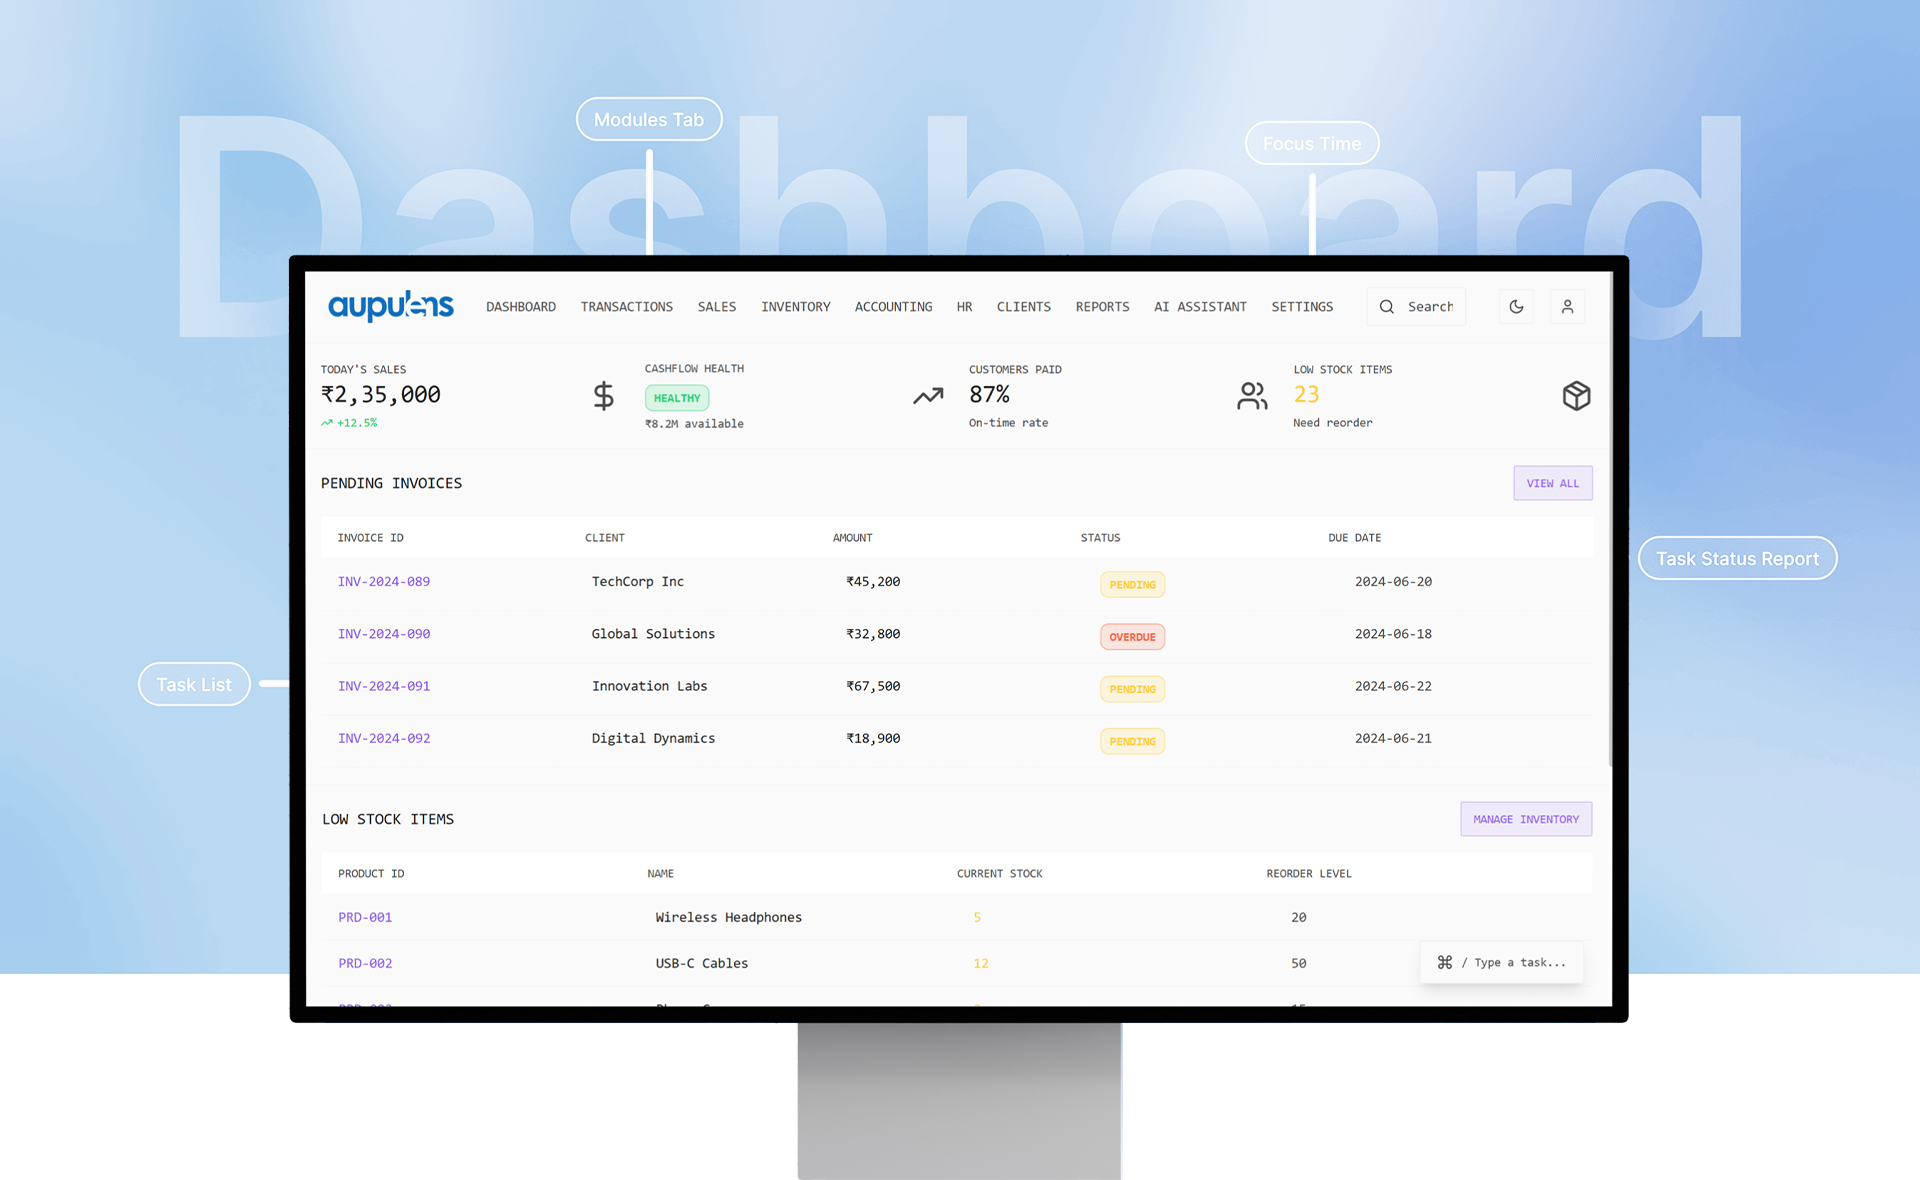 Dashboard
Modules Tab
Focus Time
aupulens
DASHBOARD TRANSACTIONS SALES INVENTORY ACCOUNTING HR CLIENTS REPORTS AI ASSISTANT SETTINGS Search
TODAY'S SALES
₹2,35,000
+12.5%
CASHFLOW HEALTH
HEALTHY
₹8.2M available
CUSTOMERS PAID
87%
On-time rate
LOW STOCK ITEMS
23
Need reorder
PENDING INVOICES
VIEW ALL
INVOICE ID CLIENT AMOUNT STATUS DUE DATE
INV-2024-089 TechCorp Inc ₹45,200 PENDING 2024-06-20
INV-2024-090 Global Solutions ₹32,800 OVERDUE 2024-06-18
INV-2024-091 Innovation Labs ₹67,500 PENDING 2024-06-22
INV-2024-092 Digital Dynamics ₹18,900 PENDING 2024-06-21
Task Status Report
Task List
LOW STOCK ITEMS
MANAGE INVENTORY
PRODUCT ID NAME CURRENT STOCK REORDER LEVEL
PRD-001 Wireless Headphones 5 20
PRD-002 USB-C Cables 12 50
⌘ / Type a task...